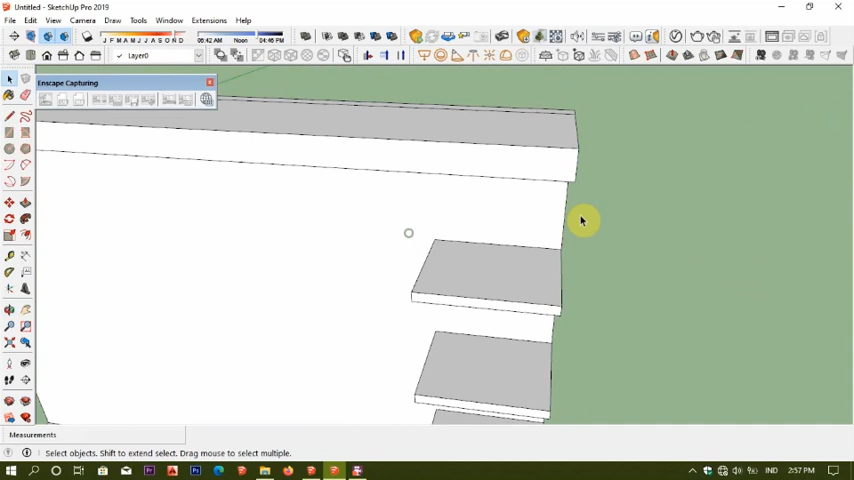 Untitled - SketchUp Pro 2019
File Edit View Camera Draw Tools Window Extensions Help
J F M A M J J A S O N D 06:42 AM Noon 04:46 PM
Layer0
Enscape Capturing
Measurements
Select objects. Shift to extend select. Drag mouse to select multiple.
IND 2:57 PM